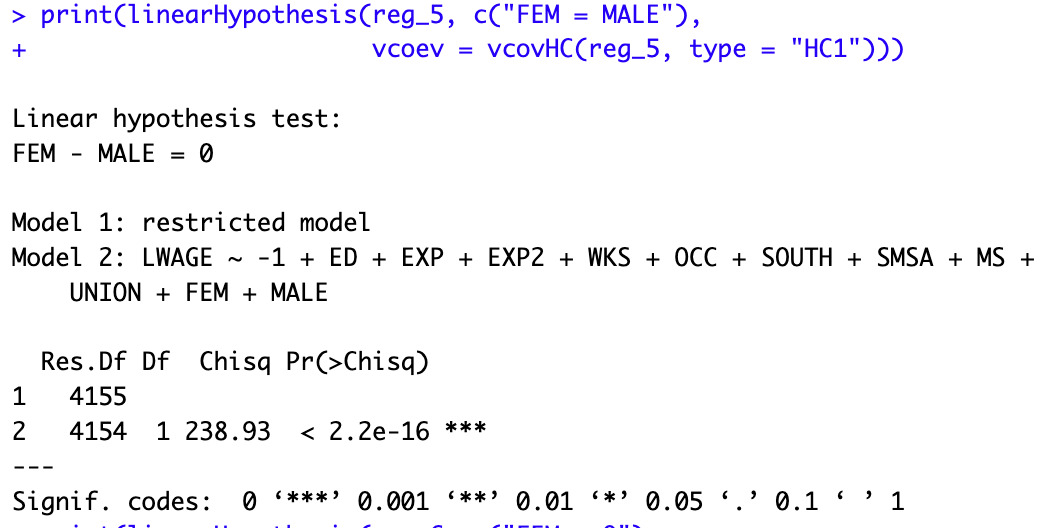 > print(linearHypothesis(reg_5, c("FEM = MALE"),
+                        vcoev = vcovHC(reg_5, type = "HC1")))
Linear hypothesis test:
FEM - MALE = 0
Model 1: restricted model
Model 2: LWAGE ~ -1 + ED + EXP + EXP2 + WKS + OCC + SOUTH + SMSA + MS +
    UNION + FEM + MALE
  Res.Df Df  Chisq Pr(>Chisq)
1   4155
2   4154  1 238.93  < 2.2e-16 ***
---
Signif. codes:  0 ‘***’ 0.001 ‘**’ 0.01 ‘*’ 0.05 ‘.’ 0.1 ‘ ’ 1